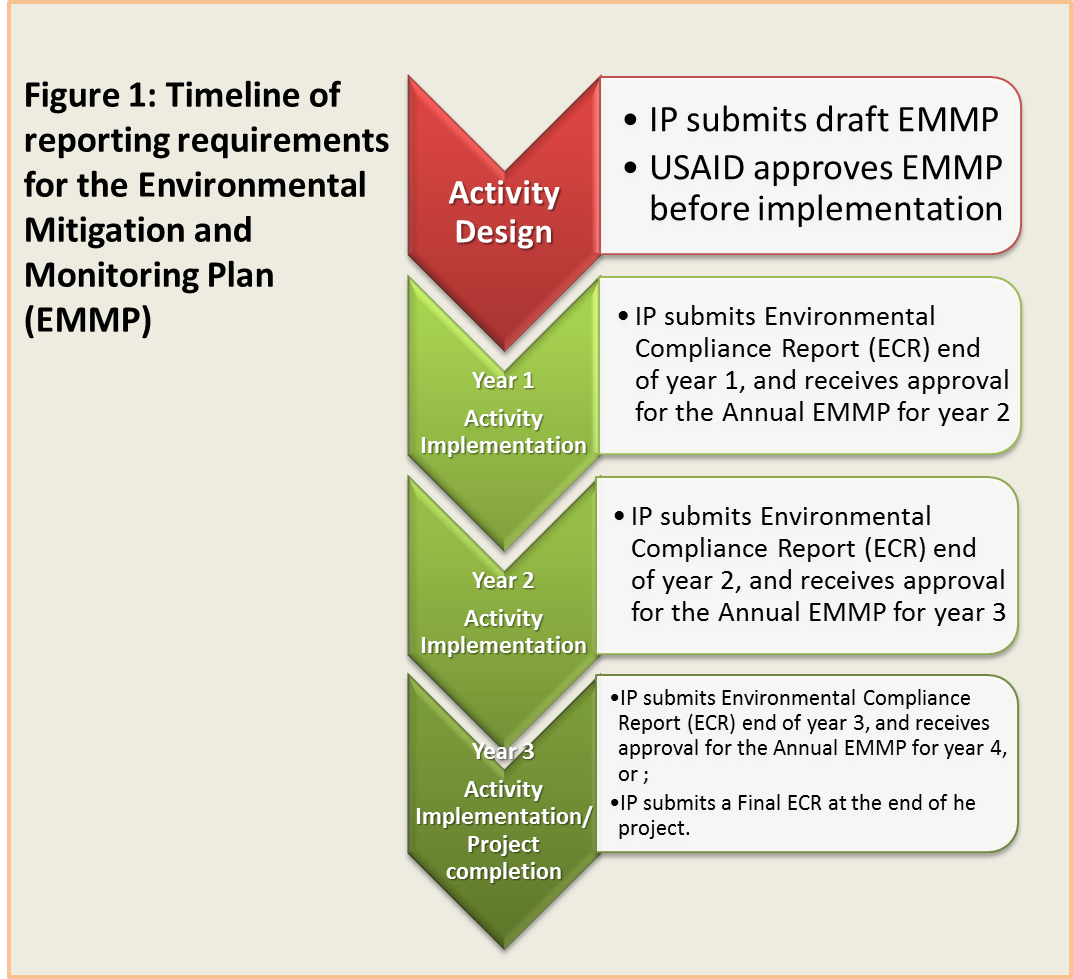 Figure 1: Timeline of
reporting requirements
for the Environmental
Mitigation and
Monitoring Plan
(EMMP)
Activity
Design
• IP submits draft EMMP
• USAID approves EMMP
before implementation
Year 1
Activity
Implementation
• IP submits Environmental
Compliance Report (ECR) end
of year 1, and receives approval
for the Annual EMMP for year 2
Year 2
Activity
Implementation
• IP submits Environmental
Compliance Report (ECR) end
of year 2, and receives approval
for the Annual EMMP for year 3
Year 3
Activity
Implementation/
Project
completion
•IP submits Environmental Compliance
Report (ECR) end of year 3, and receives
approval for the Annual EMMP for year 4,
or ;
•IP submits a Final ECR at the end of he
project.